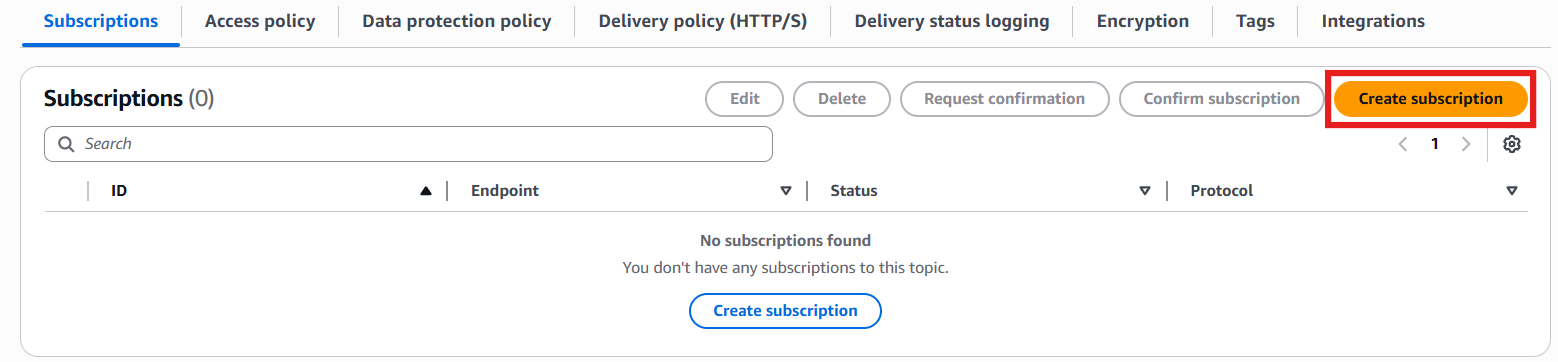 Subscriptions Access policy Data protection policy Delivery policy (HTTP/S) Delivery status logging Encryption Tags Integrations
Subscriptions (0) Edit Delete Request confirmation Confirm subscription Create subscription
Search 1
ID Endpoint Status Protocol
No subscriptions found
You don't have any subscriptions to this topic.
Create subscription